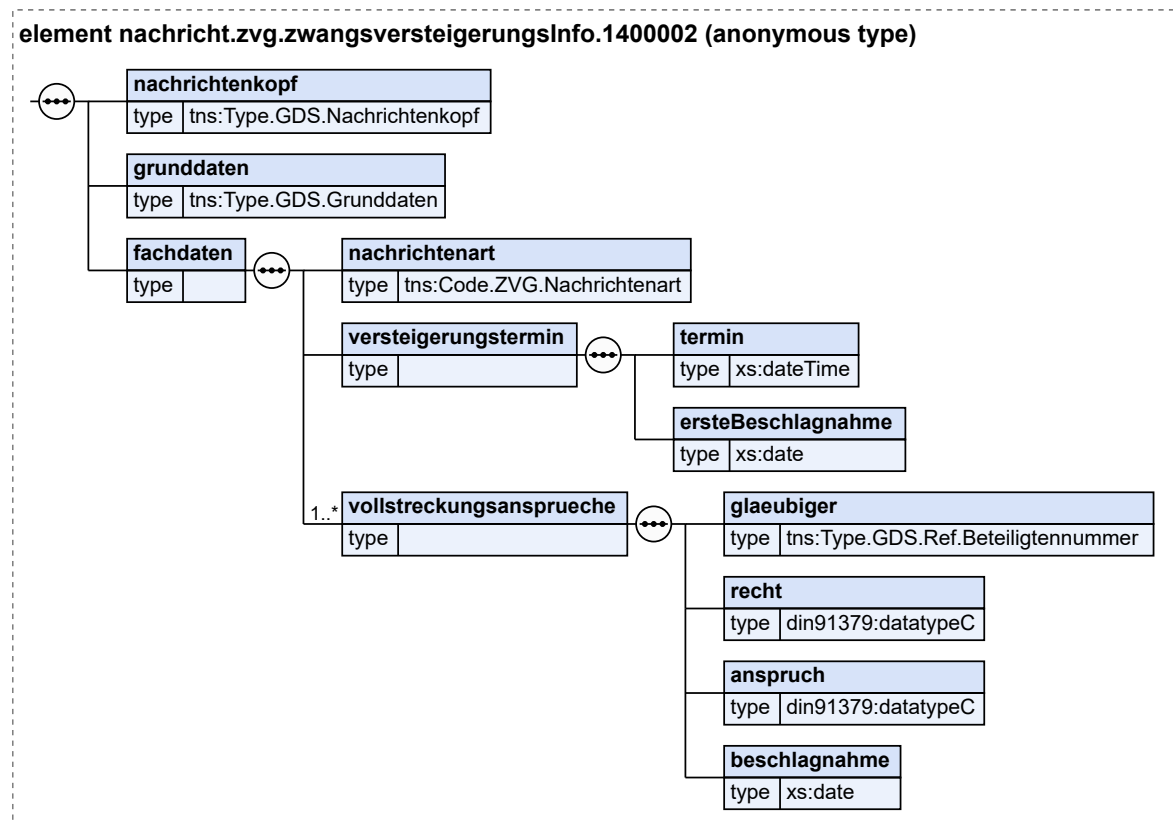 element nachricht.zvg.zwangsversteigerungsInfo.1400002 (anonymous type)
nachrichtenkopf
type tns:Type.GDS.Nachrichtenkopf
grunddaten
type tns:Type.GDS.Grunddaten
fachdaten
type
nachrichtenart
type tns:Code.ZVG.Nachrichtenart
versteigerungstermin
type
termin
type xs:dateTime
ersteBeschlagnahme
type xs:date
1..*
vollstreckungsansprueche
type
glaeubiger
type tns:Type.GDS.Ref.Beteiligtennummer
recht
type din91379:datatypeC
anspruch
type din91379:datatypeC
beschlagnahme
type xs:date